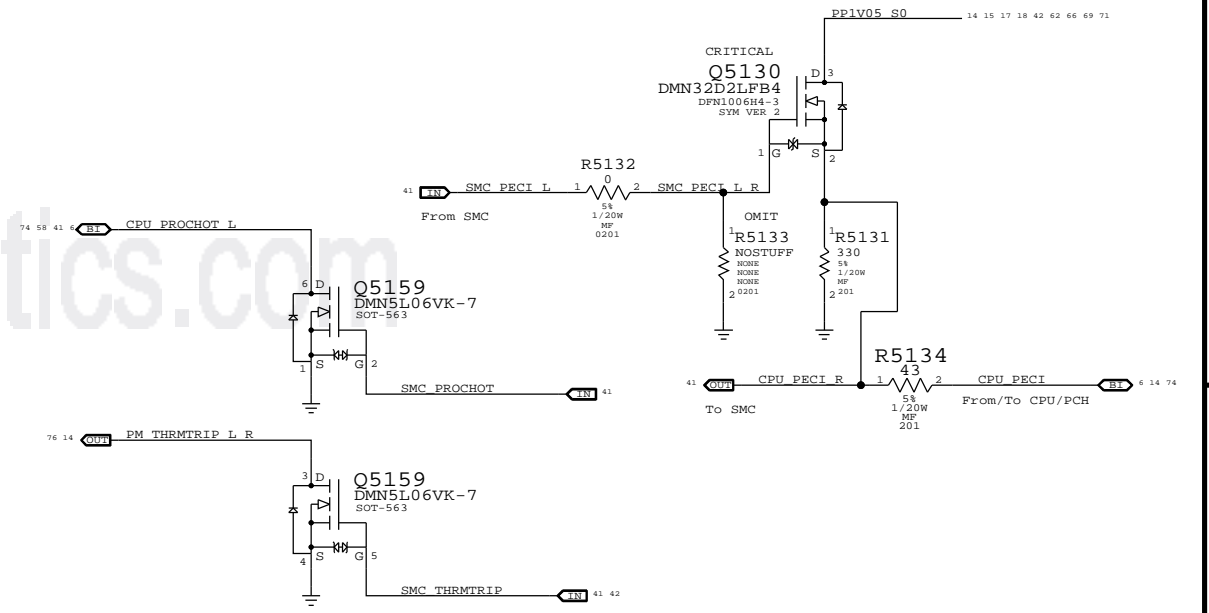 PP1V05_S0 14 15 17 18 42 62 66 69 71
CRITICAL
Q5130
DMN32D2LFB4
DFN1006H4-3
SYM VER 2
D 3
1 G S 2
R5132
0
41 IN SMC_PECI_L 1 2 SMC_PECI_L_R
From SMC
5%
1/20W
MF
0201
OMIT
1 R5133
NOSTUFF
NONE
NONE
NONE
2 0201
1 R5131
330
5%
1/20W
MF
2 201
74 58 41 6 BI CPU_PROCHOT_L
tics.com
6 D
Q5159
DMN5L06VK-7
SOT-563
1 S G 2
SMC_PROCHOT IN 41
R5134
43
41 OUT CPU_PECI_R 1 2 CPU_PECI BI 6 14 74
To SMC
From/To CPU/PCH
5%
1/20W
MF
201
76 14 OUT PM_THRMTRIP_L_R
3 D
Q5159
DMN5L06VK-7
SOT-563
4 S G 5
SMC_THRMTRIP IN 41 42